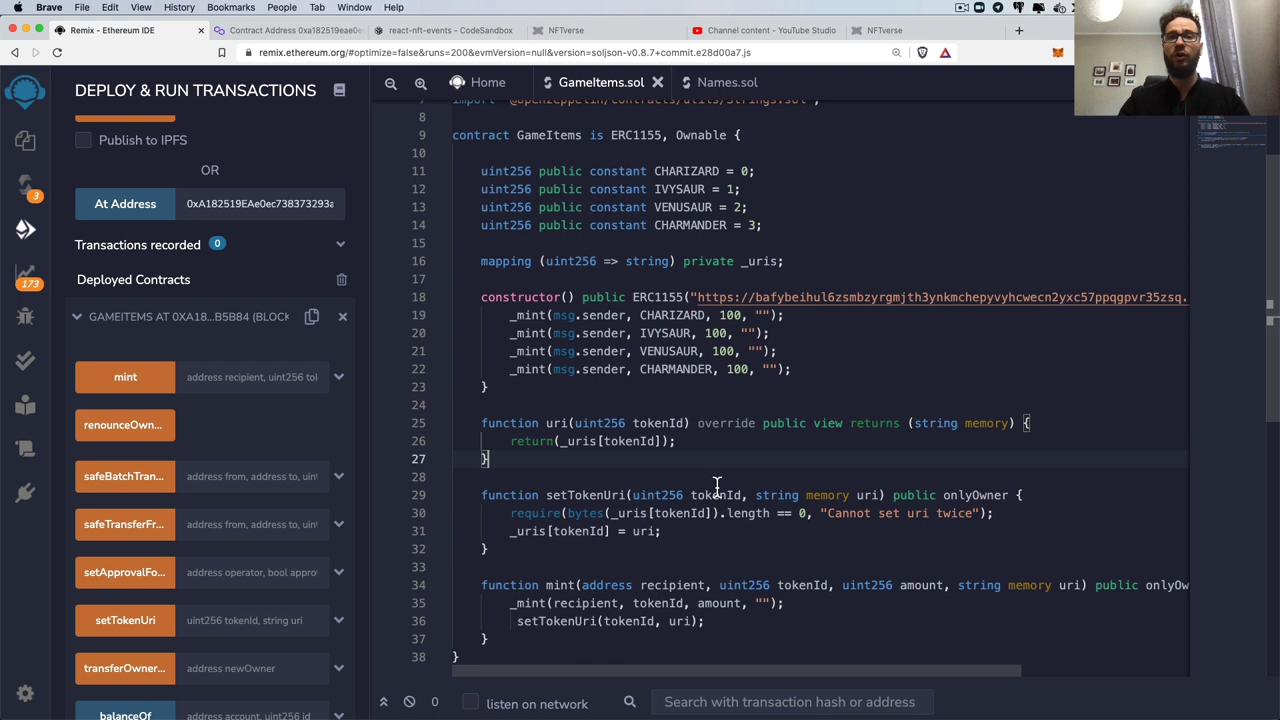 Brave File Edit View History Bookmarks People Tab Window Help
Remix - Ethereum IDE
Contract Address 0xa182519eae0
react-nft-events - CodeSandbox
NFTverse
Channel content - YouTube Studio
NFTverse
remix.ethereum.org/#optimize=false&runs=200&evmVersion=null&version=soljson-v0.8.7+commit.e28d00a7.js
DEPLOY & RUN TRANSACTIONS
Publish to IPFS
OR
At Address
0xA182519EAe0ec738373293a
Transactions recorded 0
Deployed Contracts
GAMEITEMS AT 0XA18...B5B84 (BLOCK
mint address recipient, uint256 tol
renounceOwn...
safeBatchTran... address from, address to, uint
safeTransferFr... address from, address to, uint
setApprovalFo... address operator, bool appro
setTokenUri uint256 tokenId, string uri
transferOwner... address newOwner
balanceOf address account, uint256 id
3
173
Home
GameItems.sol
Names.sol
7 import "@openzeppelin/contracts/utils/Strings.sol";
8
9 contract GameItems is ERC1155, Ownable {
10
11 uint256 public constant CHARIZARD = 0;
12 uint256 public constant IVYSAUR = 1;
13 uint256 public constant VENUSAUR = 2;
14 uint256 public constant CHARMANDER = 3;
15
16 mapping (uint256 => string) private _uris;
17
18 constructor() public ERC1155("https://bafybeihul6zsmbzyrgmjth3ynkmchepyvyhcwecn2yxc57ppqgpvr35zsq.
19 _mint(msg.sender, CHARIZARD, 100, "");
20 _mint(msg.sender, IVYSAUR, 100, "");
21 _mint(msg.sender, VENUSAUR, 100, "");
22 _mint(msg.sender, CHARMANDER, 100, "");
23 }
24
25 function uri(uint256 tokenId) override public view returns (string memory) {
26 return(_uris[tokenId]);
27 }
28
29 function setTokenUri(uint256 tokenId, string memory uri) public onlyOwner {
30 require(bytes(_uris[tokenId]).length == 0, "Cannot set uri twice");
31 _uris[tokenId] = uri;
32 }
33
34 function mint(address recipient, uint256 tokenId, uint256 amount, string memory uri) public onlyOw
35 _mint(recipient, tokenId, amount, "");
36 setTokenUri(tokenId, uri);
37 }
38 }
0
listen on network
Search with transaction hash or address